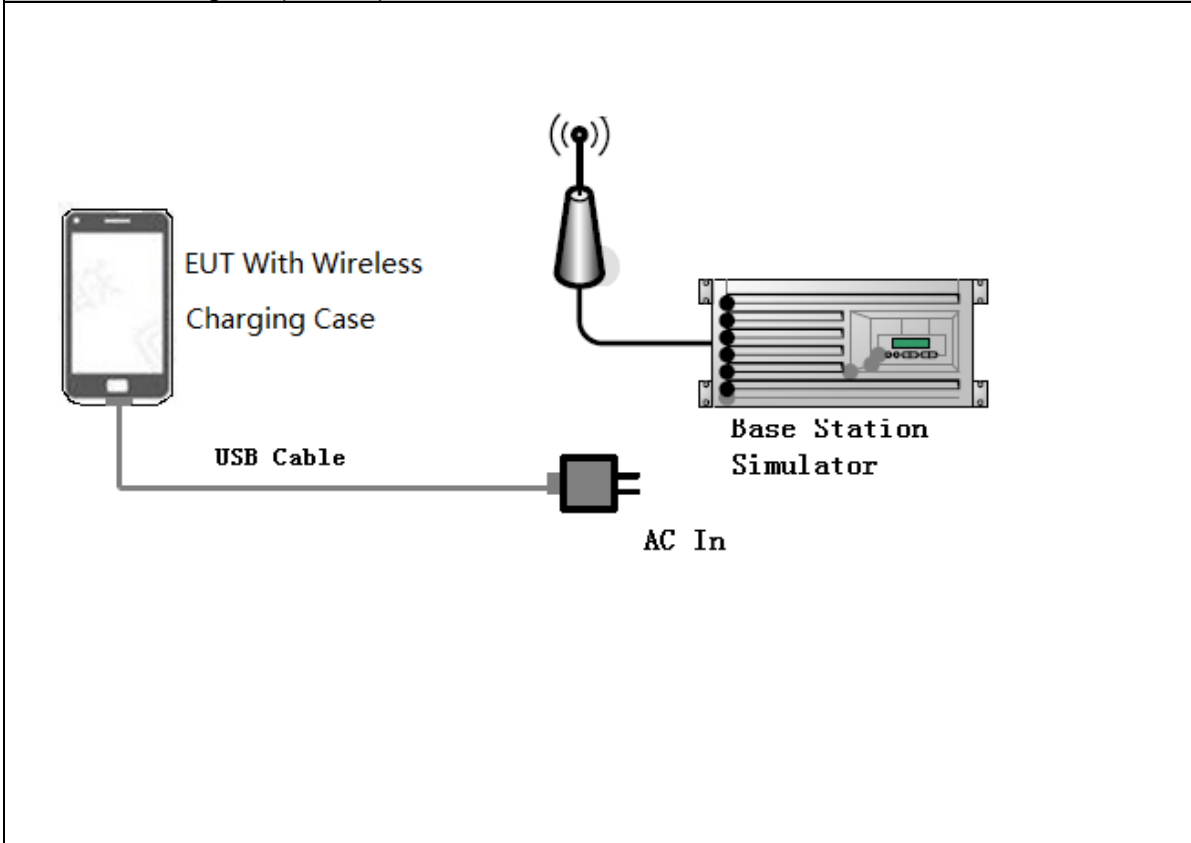 EUT With Wireless
Charging Case
Base Station
Simulator
USB Cable
AC In